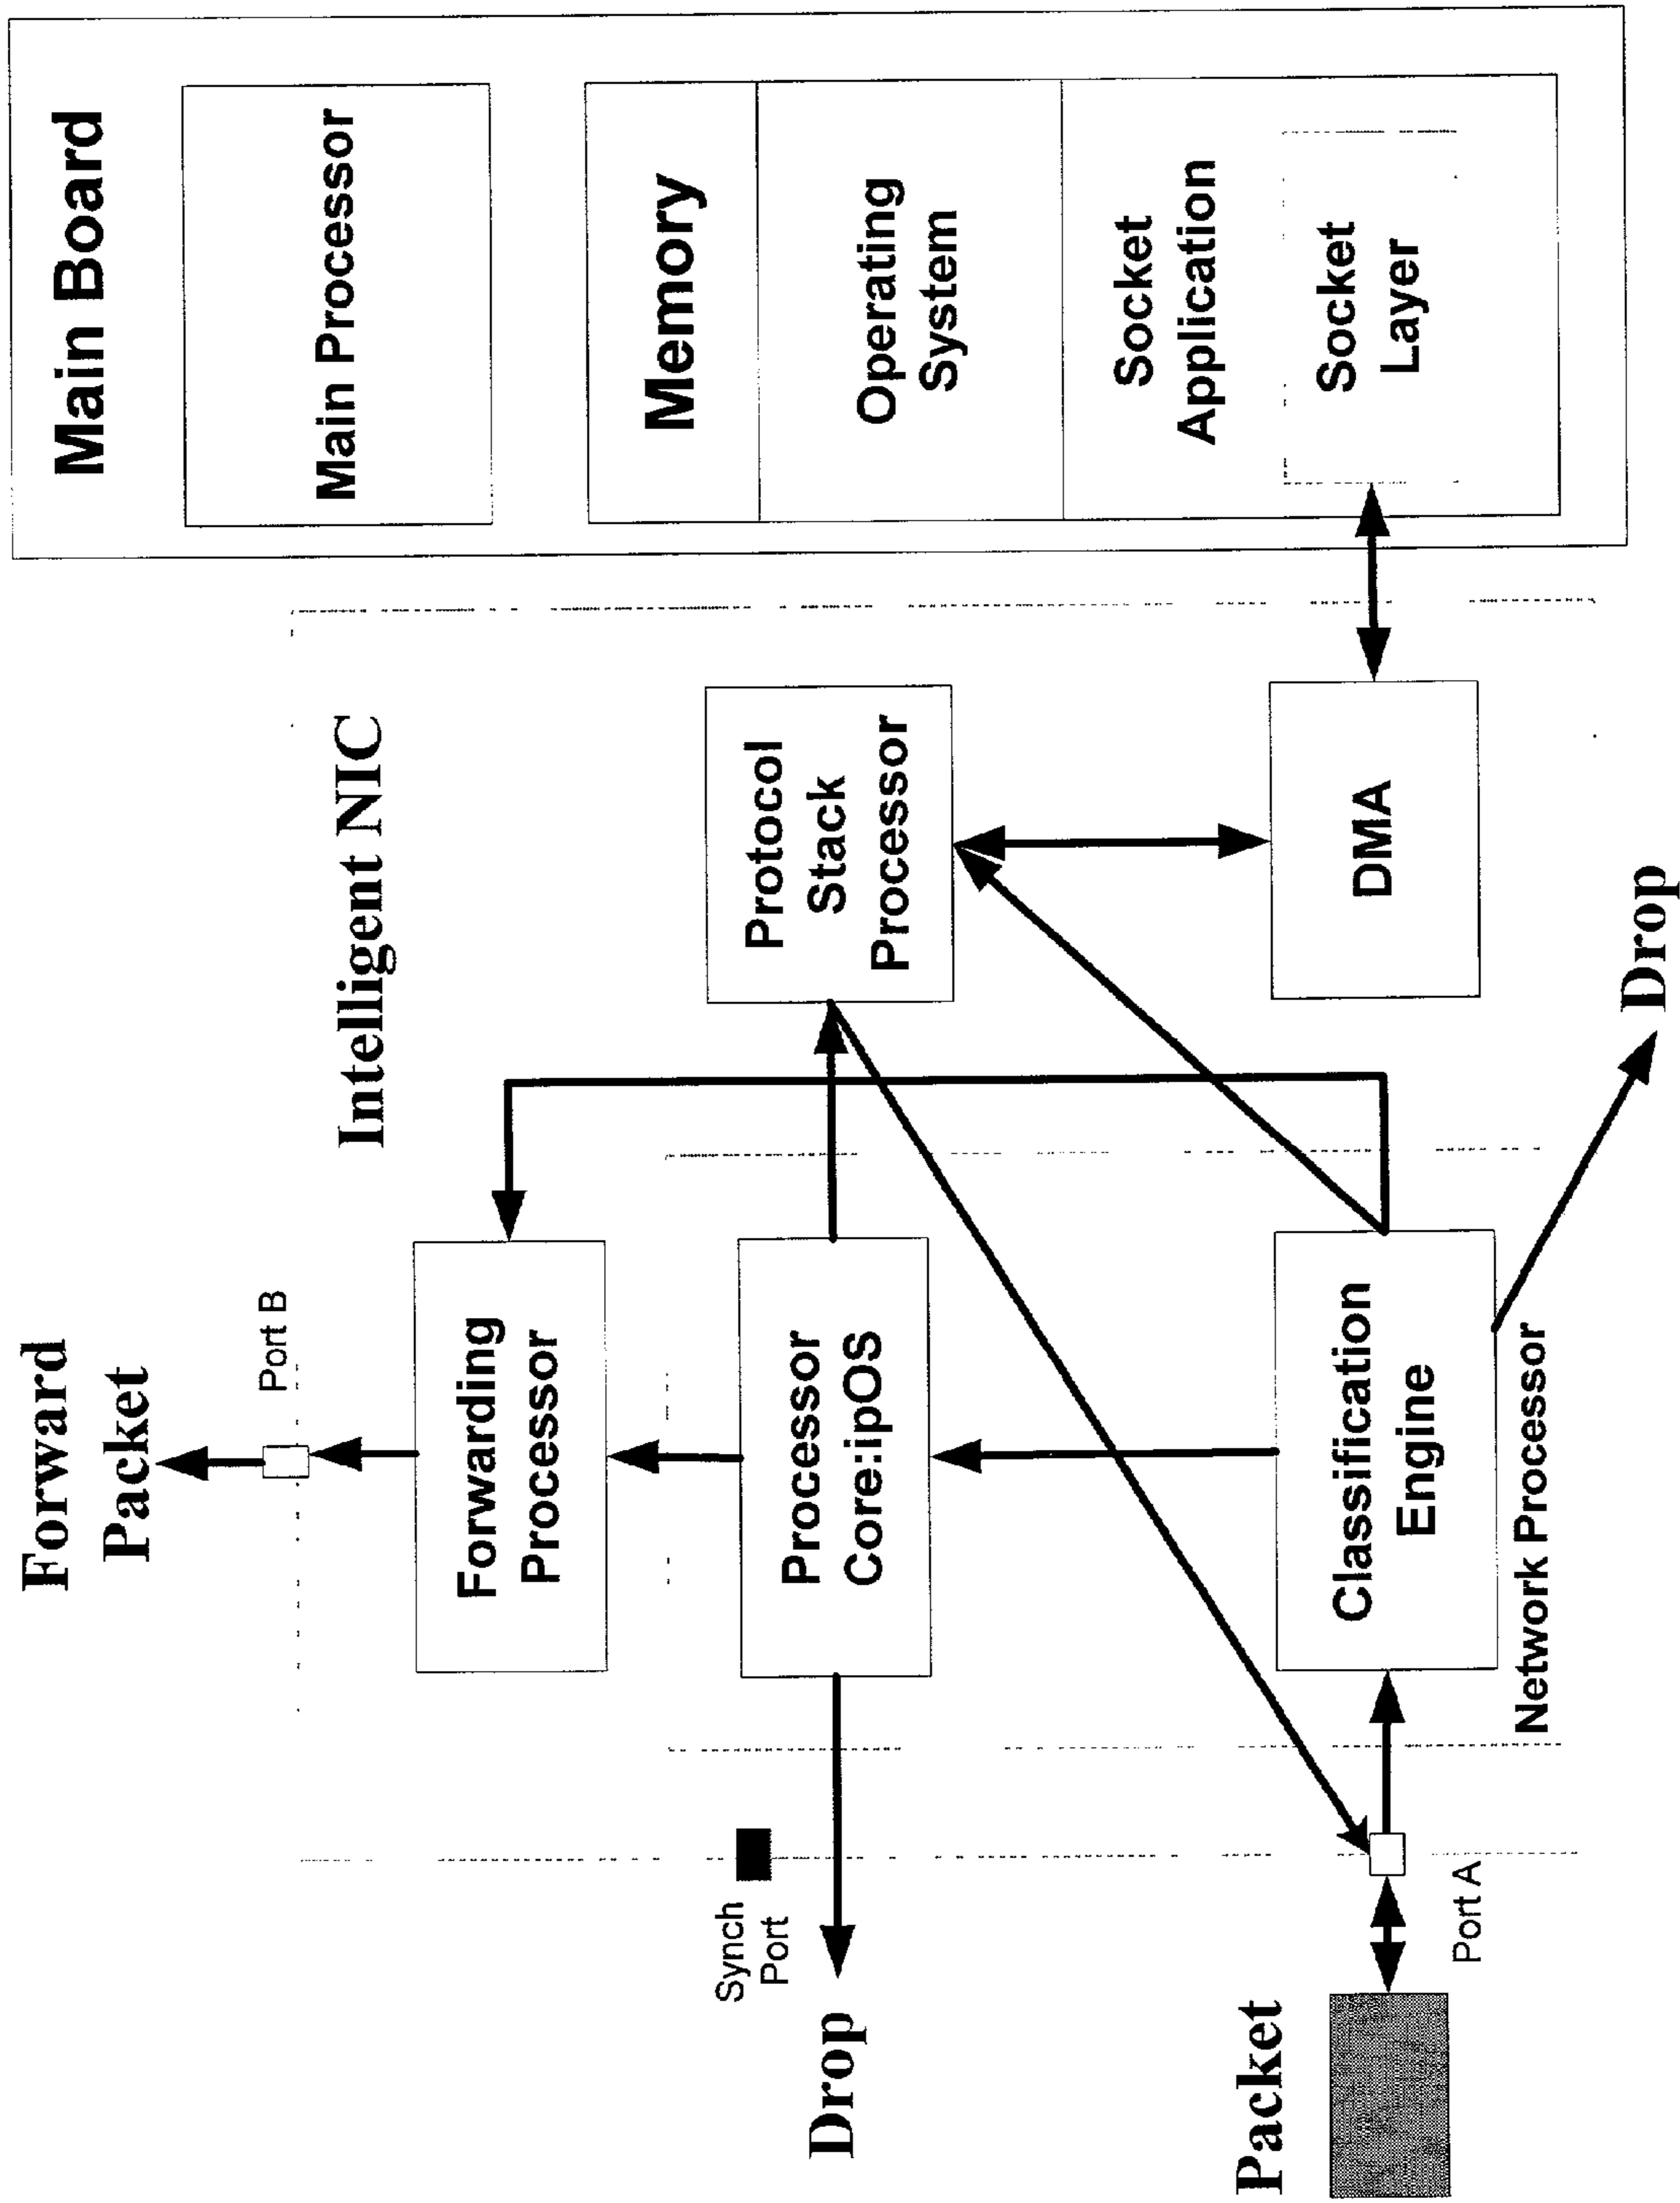 Forward
Packet
Port B
Intelligent NIC
Main Board
Main Processor
Memory
Operating
System
Socket
Application
Socket
Layer
Forwarding
Processor
Processor
Core:ipOS
Protocol
Stack
Processor
Synch
Port
Drop
Classification
Engine
Network Processor
DMA
Packet
Port A
Drop